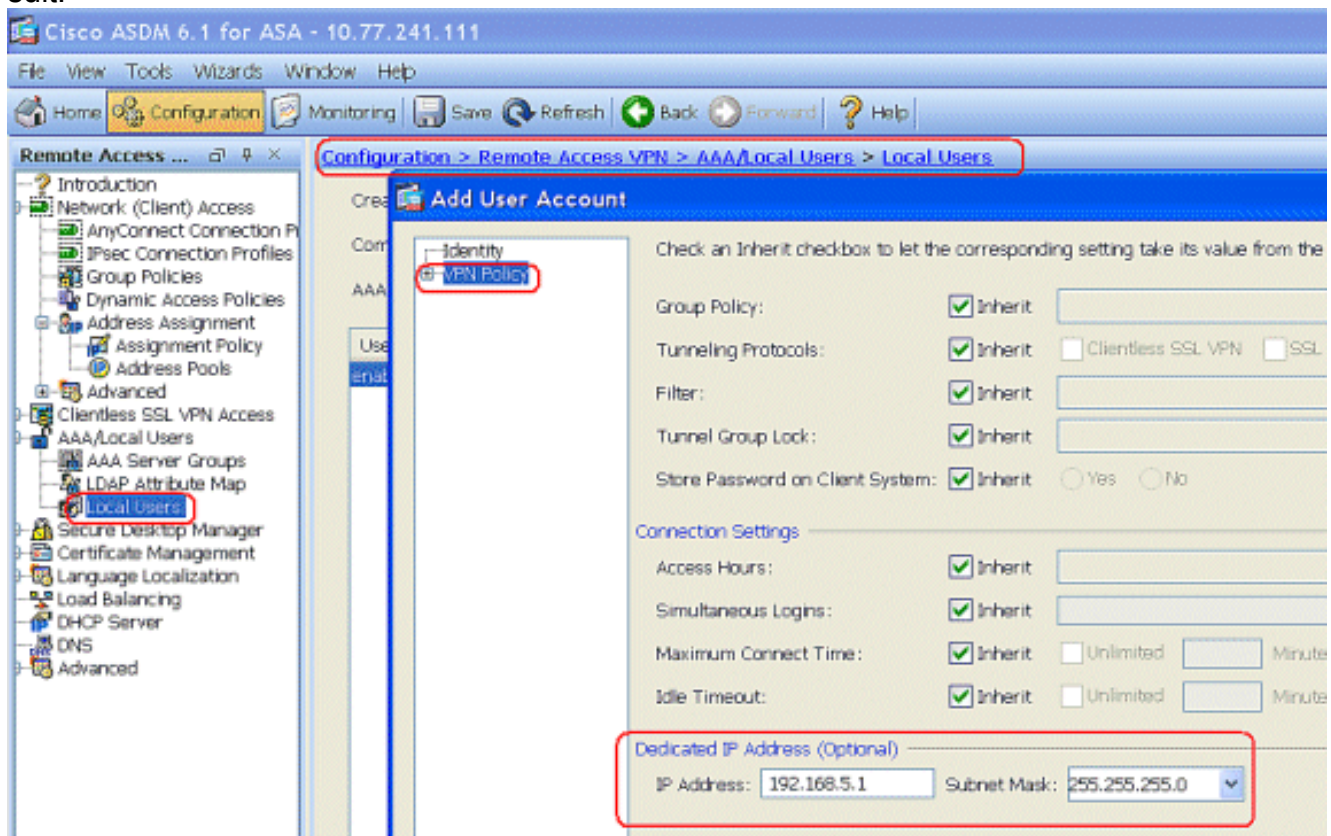 Cisco ASDM 6.1 for ASA - 10.77.241.111
File View Tools Wizards Window Help
Home Configuration Monitoring Save Refresh Back Forward Help
Remote Access ...
Introduction
Network (Client) Access
AnyConnect Connection P
IPsec Connection Profiles
Group Policies
Dynamic Access Policies
Address Assignment
Assignment Policy
Address Pools
Advanced
Clientless SSL VPN Access
AAA/Local Users
AAA Server Groups
LDAP Attribute Map
Local Users
Secure Desktop Manager
Certificate Management
Language Localization
Load Balancing
DHCP Server
DNS
Advanced
Configuration > Remote Access VPN > AAA/Local Users > Local Users
Crea
Com
AAA
Use
enab
Add User Account
Identity
VPN Policy
Check an Inherit checkbox to let the corresponding setting take its value from the
Group Policy: Inherit
Tunneling Protocols: Inherit Clientless SSL VPN SSL
Filter: Inherit
Tunnel Group Lock: Inherit
Store Password on Client System: Inherit Yes No
Connection Settings
Access Hours: Inherit
Simultaneous Logins: Inherit
Maximum Connect Time: Inherit Unlimited Minute
Idle Timeout: Inherit Unlimited Minute
Dedicated IP Address (Optional)
IP Address: 192.168.5.1 Subnet Mask: 255.255.255.0